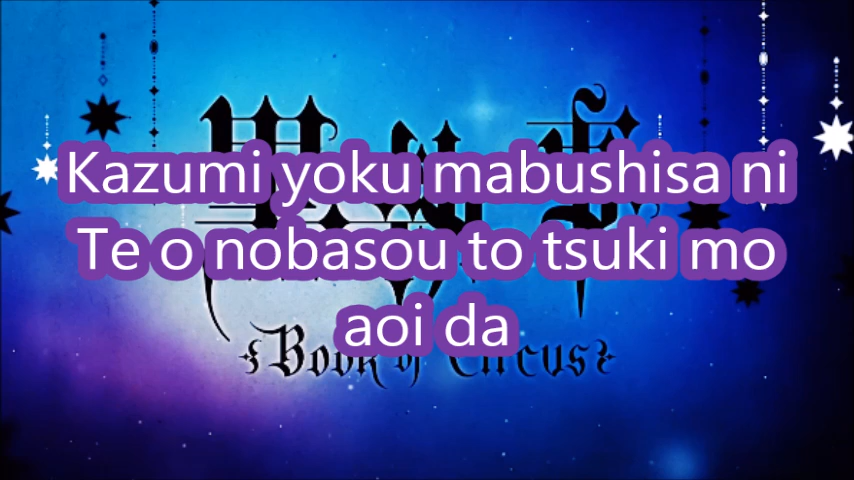 Kazumi yoku mabushisa ni
Te o nobasou to tsuki mo
aoi da
Book of Circus